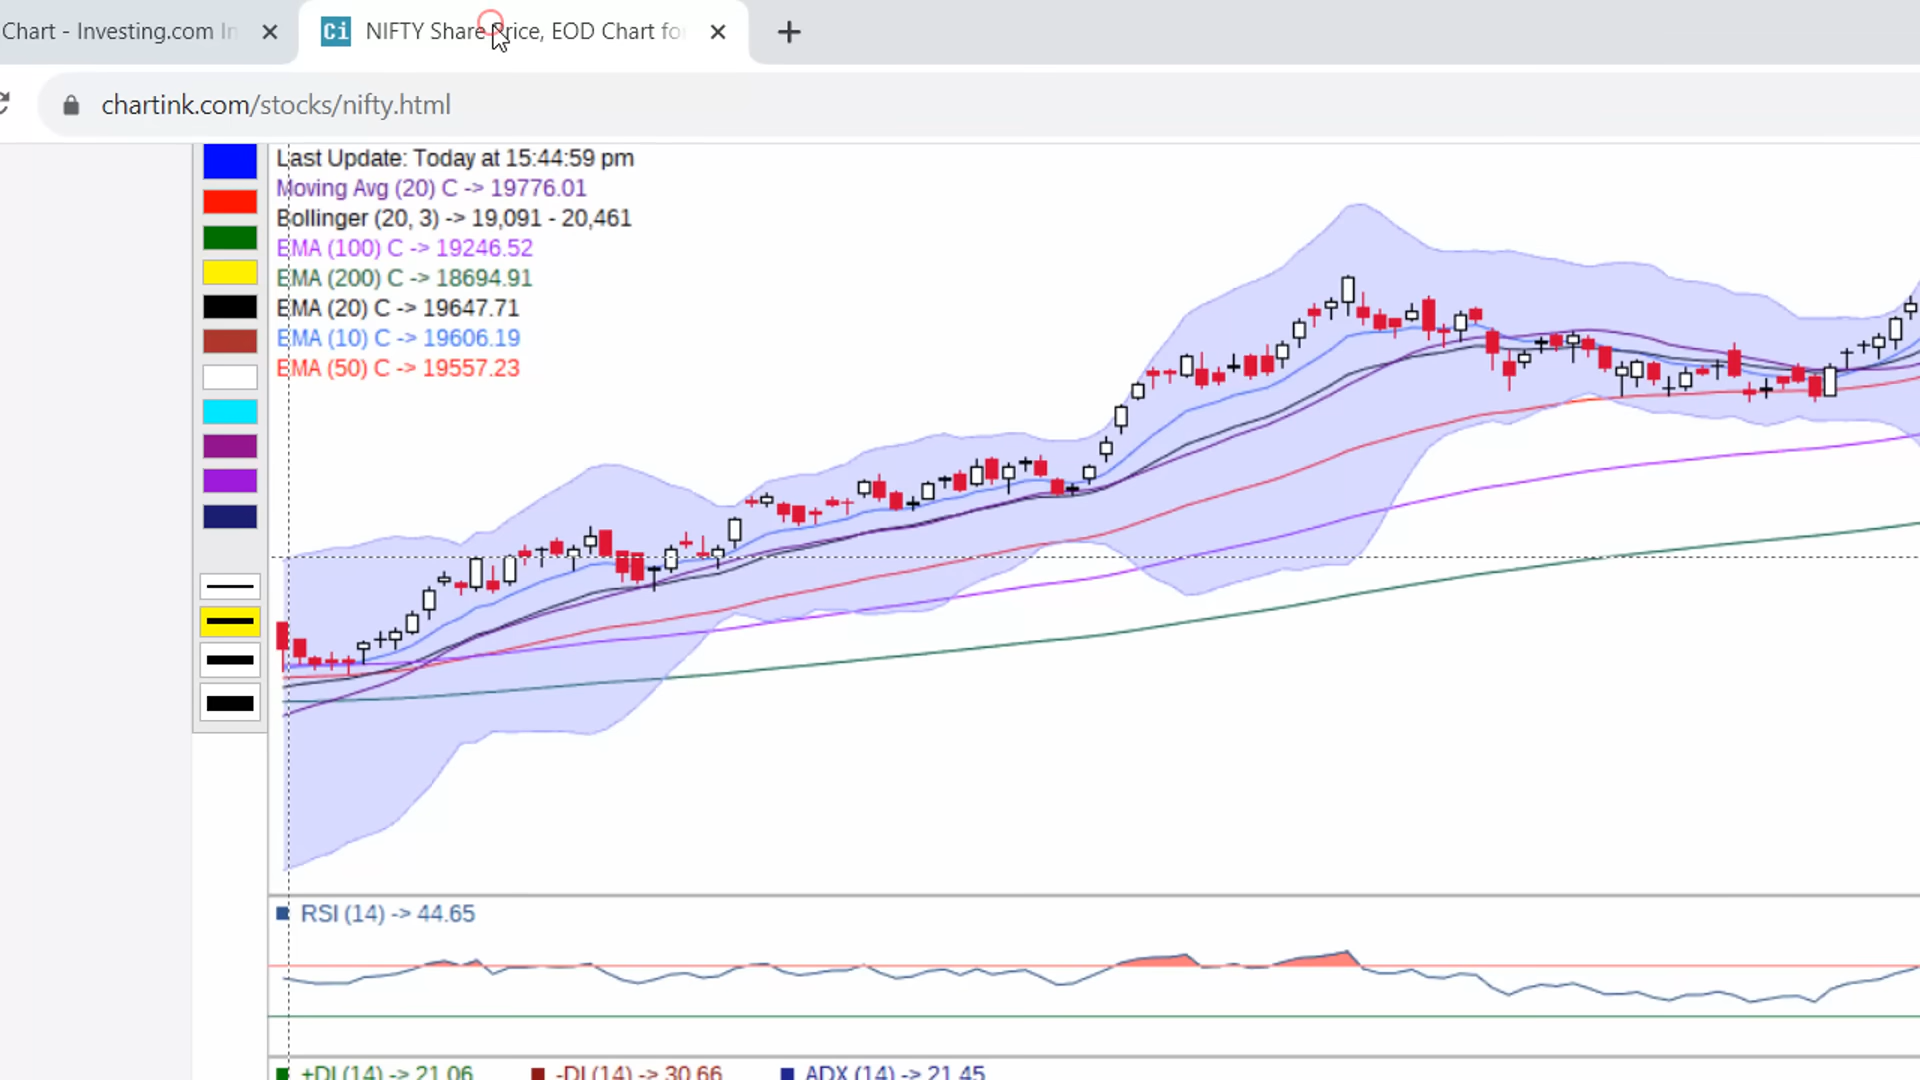 Chart - Investing.com In
Ci NIFTY Share Price, EOD Chart fo
chartink.com/stocks/nifty.html
Last Update: Today at 15:44:59 pm
Moving Avg (20) C -> 19776.01
Bollinger (20, 3) -> 19,091 - 20,461
EMA (100) C -> 19246.52
EMA (200) C -> 18694.91
EMA (20) C -> 19647.71
EMA (10) C -> 19606.19
EMA (50) C -> 19557.23
RSI (14) -> 44.65
+DI (14) -> 21.06 -DI (14) -> 30.66 ADX (14) -> 21.45